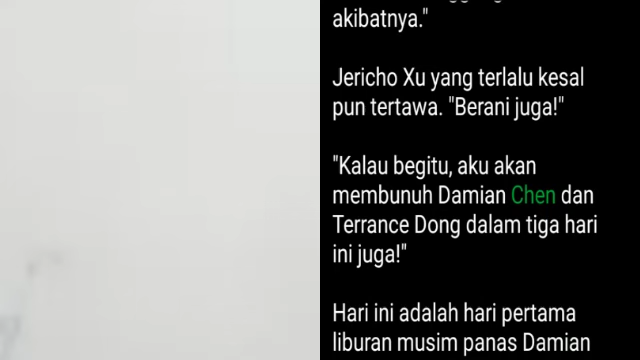 akibatnya."
Jericho Xu yang terlalu kesal
pun tertawa. "Berani juga!"
"Kalau begitu, aku akan
membunuh Damian Chen dan
Terrance Dong dalam tiga hari
ini juga!"
Hari ini adalah hari pertama
liburan musim panas Damian